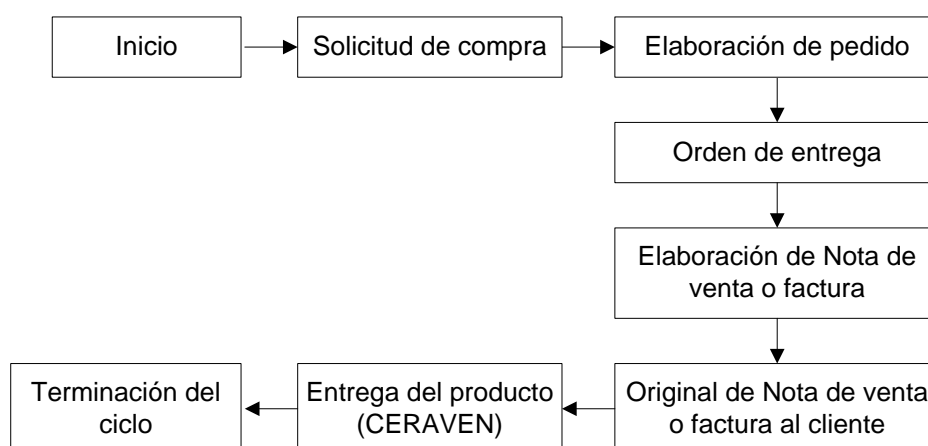 Inicio
Solicitud de compra
Elaboración de pedido
Orden de entrega
Elaboración de Nota de
venta o factura
Original de Nota de venta
o factura al cliente
Entrega del producto
(CERAVEN)
Terminación del
ciclo